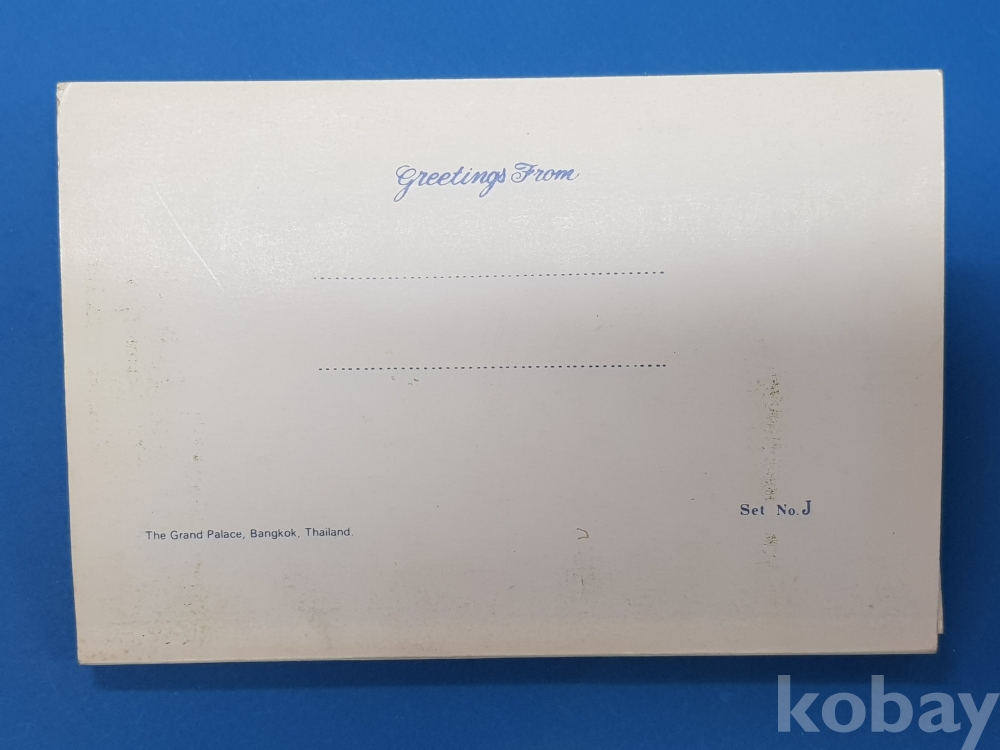 Greetings From
Set No. J
The Grand Palace, Bangkok, Thailand.
kobay